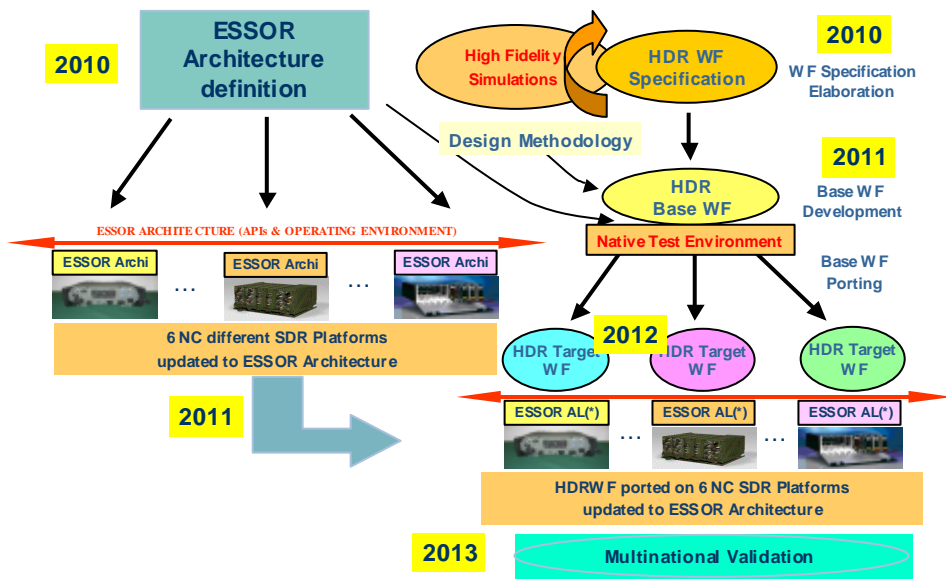 2010
ESSOR
Architecture
definition
High Fidelity
Simulations
HDR WF
Specification
2010
WF Specification
Elaboration
Design Methodology
2011
HDR
Base WF
Base WF
Development
Native Test Environment
Base WF
Porting
ESSOR ARCHITECTURE (APIs & OPERATING ENVIRONMENT)
ESSOR Archi
ESSOR Archi
ESSOR Archi
...
...
6 NC different SDR Platforms
updated to ESSOR Architecture
2011
2012
HDR Target
WF
HDR Target
WF
HDR Target
WF
ESSOR AL(*)
ESSOR AL(*)
ESSOR AL(*)
...
...
HDRWF ported on 6 NC SDR Platforms
updated to ESSOR Architecture
2013
Multinational Validation